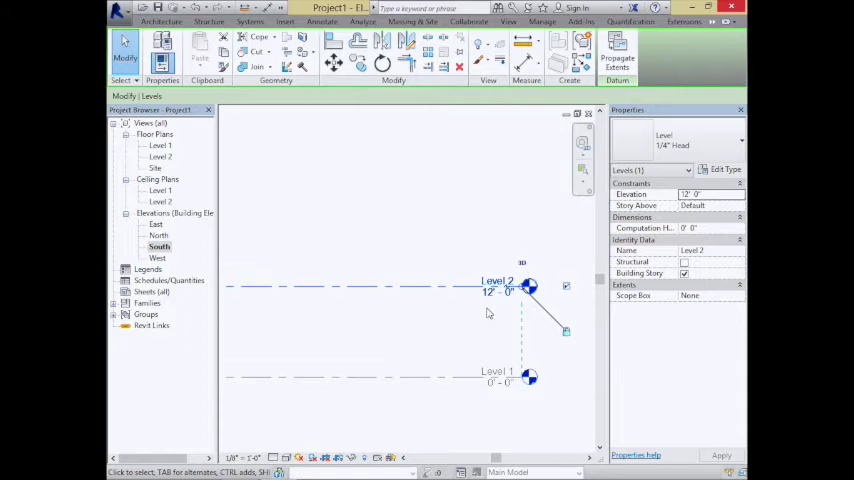 Project1 - El...
Type a keyword or phrase
Sign In
Architecture Structure Systems Insert Annotate Analyze Massing & Site Collaborate View Manage Add-Ins Quantification Extensions
Modify
Paste
Cope
Cut
Join
Propagate
Extents
Select Properties Clipboard Geometry Modify View Measure Create Datum
Modify | Levels
Project Browser - Project1
Views (all)
Floor Plans
Level 1
Level 2
Site
Ceiling Plans
Level 1
Level 2
Elevations (Building Ele
East
North
South
West
Legends
Schedules/Quantities
Sheets (all)
Families
Groups
Revit Links
3D
Level 2
12' - 0"
Level 1
0' - 0"
Properties
Level
1/4" Head
Levels (1)
Edit Type
Constraints
Elevation 12' 0"
Story Above Default
Dimensions
Computation H... 0' 0"
Identity Data
Name Level 2
Structural
Building Story
Extents
Scope Box None
Properties help
Apply
1/8" = 1'-0"
Click to select, TAB for alternates, CTRL adds, SHI
:0
Main Model